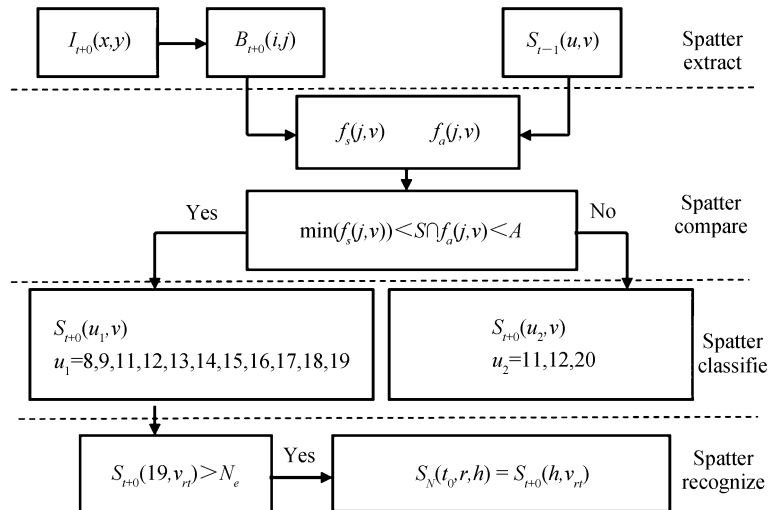 I_{t+0}(x,y)
B_{t+0}(i,j)
S_{t−1}(u,v)
Spatter
extract
f_s(j,v) f_a(j,v)
Yes
min(f_s(j,v))<S∩f_a(j,v)<A
No
Spatter
compare
S_{t+0}(u_1,v)
u_1=8,9,11,12,13,14,15,16,17,18,19
S_{t+0}(u_2,v)
u_2=11,12,20
Spatter
classifie
S_{t+0}(19,v_{rt})>N_e
Yes
S_N(t_0,r,h)=S_{t+0}(h,v_{rt})
Spatter
recognize